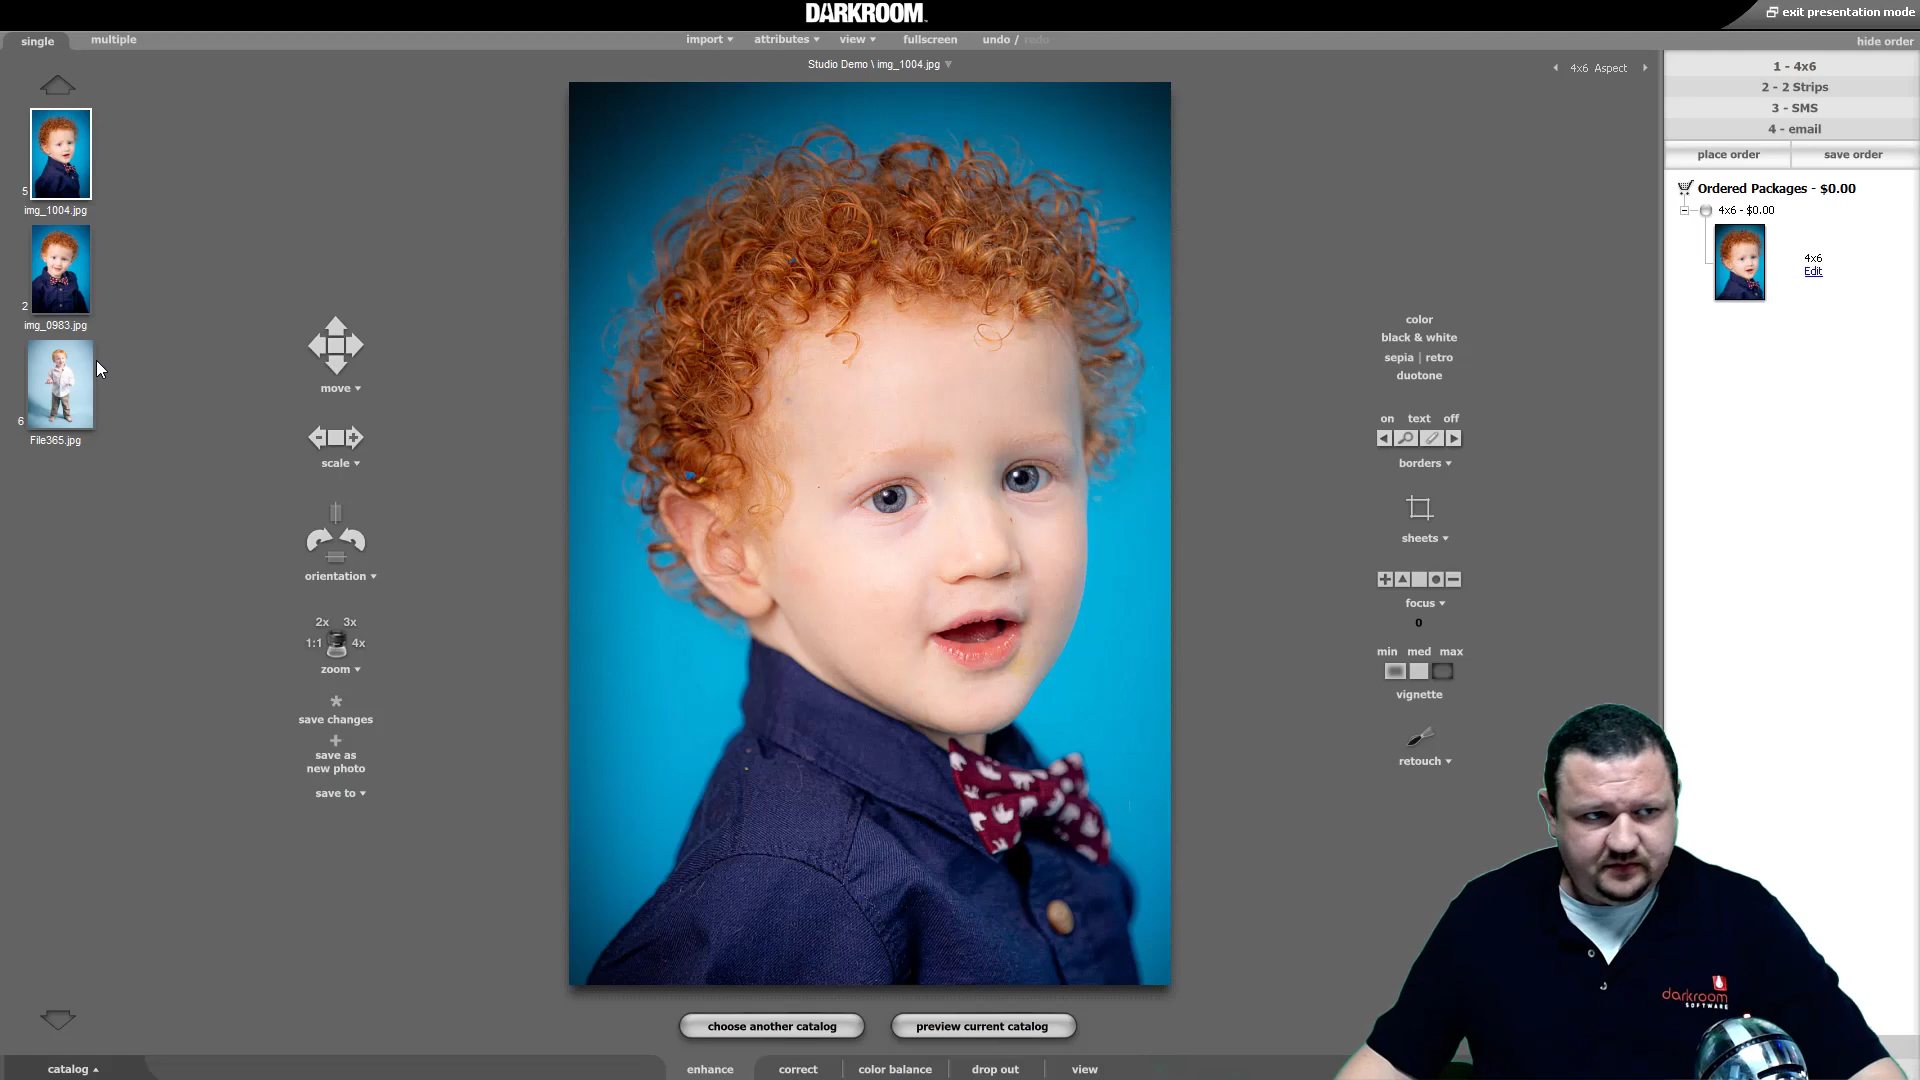 DARKROOM
exit presentation mode
single
multiple
import
attributes
view
fullscreen
undo / redo
hide order
Studio Demo \ img_1004.jpg
4x6 Aspect
1 - 4x6
2 - 2 Strips
3 - SMS
4 - email
place order
save order
Ordered Packages - $0.00
4x6 - $0.00
4x6
Edit
5
img_1004.jpg
2
img_0983.jpg
6
File365.jpg
move
scale
orientation
2x 3x
1:1 4x
zoom
save changes
save as
new photo
save to
color
black & white
sepia | retro
duotone
on text off
borders
sheets
focus
0
min med max
vignette
retouch
darkroom
SOFTWARE
choose another catalog
preview current catalog
catalog
enhance
correct
color balance
drop out
view